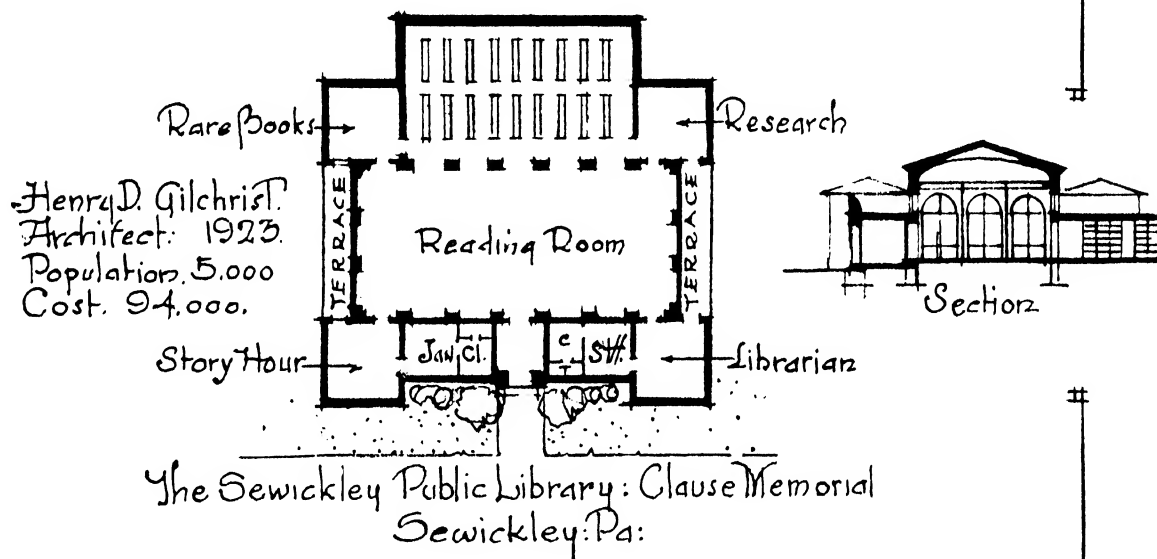 Rare Books
Research
Henry D. Gilchrist.
Architect: 1923.
Population. 5.000
Cost. 94.000.
TERRACE
Reading Room
TERRACE
Section
Story Hour
Jan
Cl.
C
T
Librarian
The Sewickley Public Library: Clause Memorial
Sewickley: Pa: